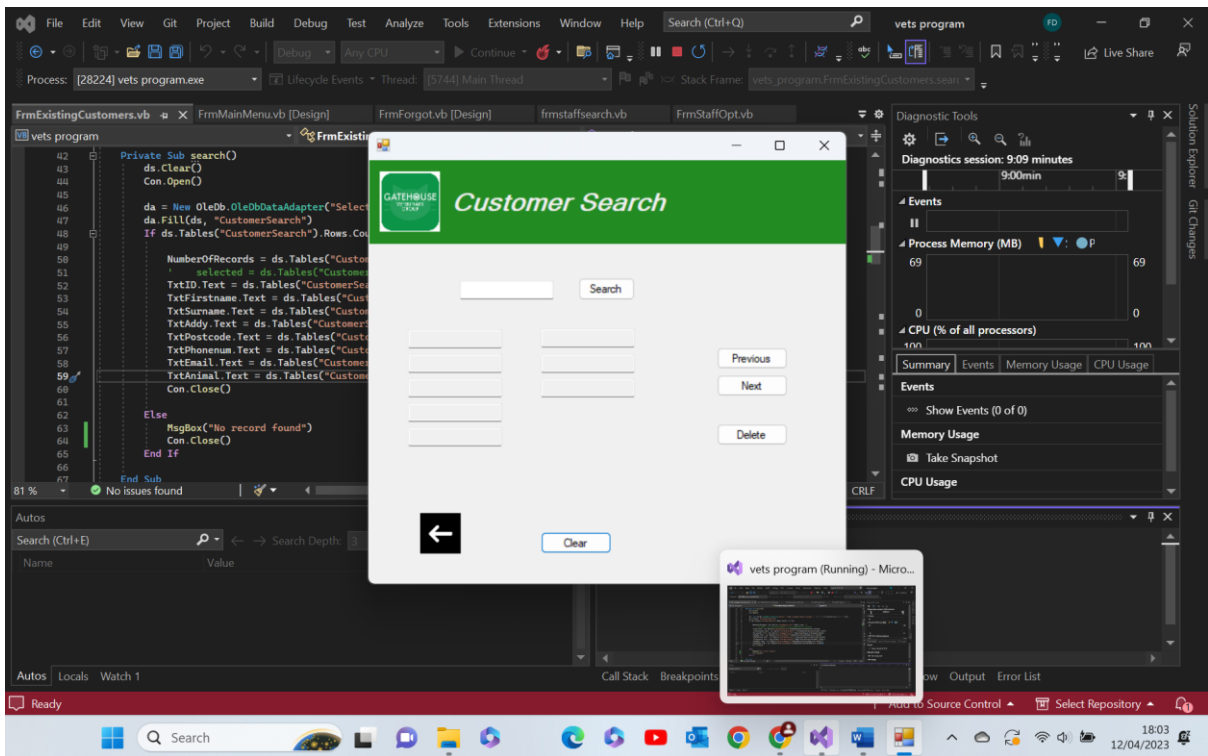 File Edit View Git Project Build Debug Test Analyze Tools Extensions Window Help Search (Ctrl+Q) vets program FD
Debug Any CPU Continue Live Share
Process: [28224] vets program.exe Lifecycle Events Thread: [5744] Main Thread Stack Frame: vets_program.FrmExistingCustomers.sear
FrmExistingCustomers.vb FrmMainMenu.vb [Design] FrmForgot.vb [Design] frmstaffsearch.vb FrmStaffOpt.vb
vets program FrmExistin
42 Private Sub search()
43 ds.Clear()
44 Con.Open()
45
46 da = New OleDb.OleDbDataAdapter("Select
47 da.Fill(ds, "CustomerSearch")
48 If ds.Tables("CustomerSearch").Rows.Cou
49
50 NumberOfRecords = ds.Tables("Custom
51 ' selected = ds.Tables("Customer
52 TxtID.Text = ds.Tables("CustomerSea
53 TxtFirstname.Text = ds.Tables("Cust
54 TxtSurname.Text = ds.Tables("Custom
55 TxtAddy.Text = ds.Tables("CustomerS
56 TxtPostcode.Text = ds.Tables("Custo
57 TxtPhonenum.Text = ds.Tables("Custo
58 TxtEmail.Text = ds.Tables("Customer
59 TxtAnimal.Text = ds.Tables("Custome
60 Con.Close()
61
62 Else
63 MsgBox("No record found")
64 Con.Close()
65 End If
66
67 End Sub
81 % No issues found CRLF
GATEHOUSE
VETERINARY
GROUP
Customer Search
Search
Previous
Next
Delete
Clear
Diagnostic Tools
Diagnostics session: 9:09 minutes
9:00min 9:
Events
Process Memory (MB) P
69 69
0 0
CPU (% of all processors)
100 100
Summary Events Memory Usage CPU Usage
Events
Show Events (0 of 0)
Memory Usage
Take Snapshot
CPU Usage
Solution Explorer
Git Changes
Autos
Search (Ctrl+E) Search Depth: 3
Name Value
vets program (Running) - Micro...
Autos Locals Watch 1
Call Stack Breakpoints ow Output Error List
Ready Add to Source Control Select Repository
Search
18:03
12/04/2023